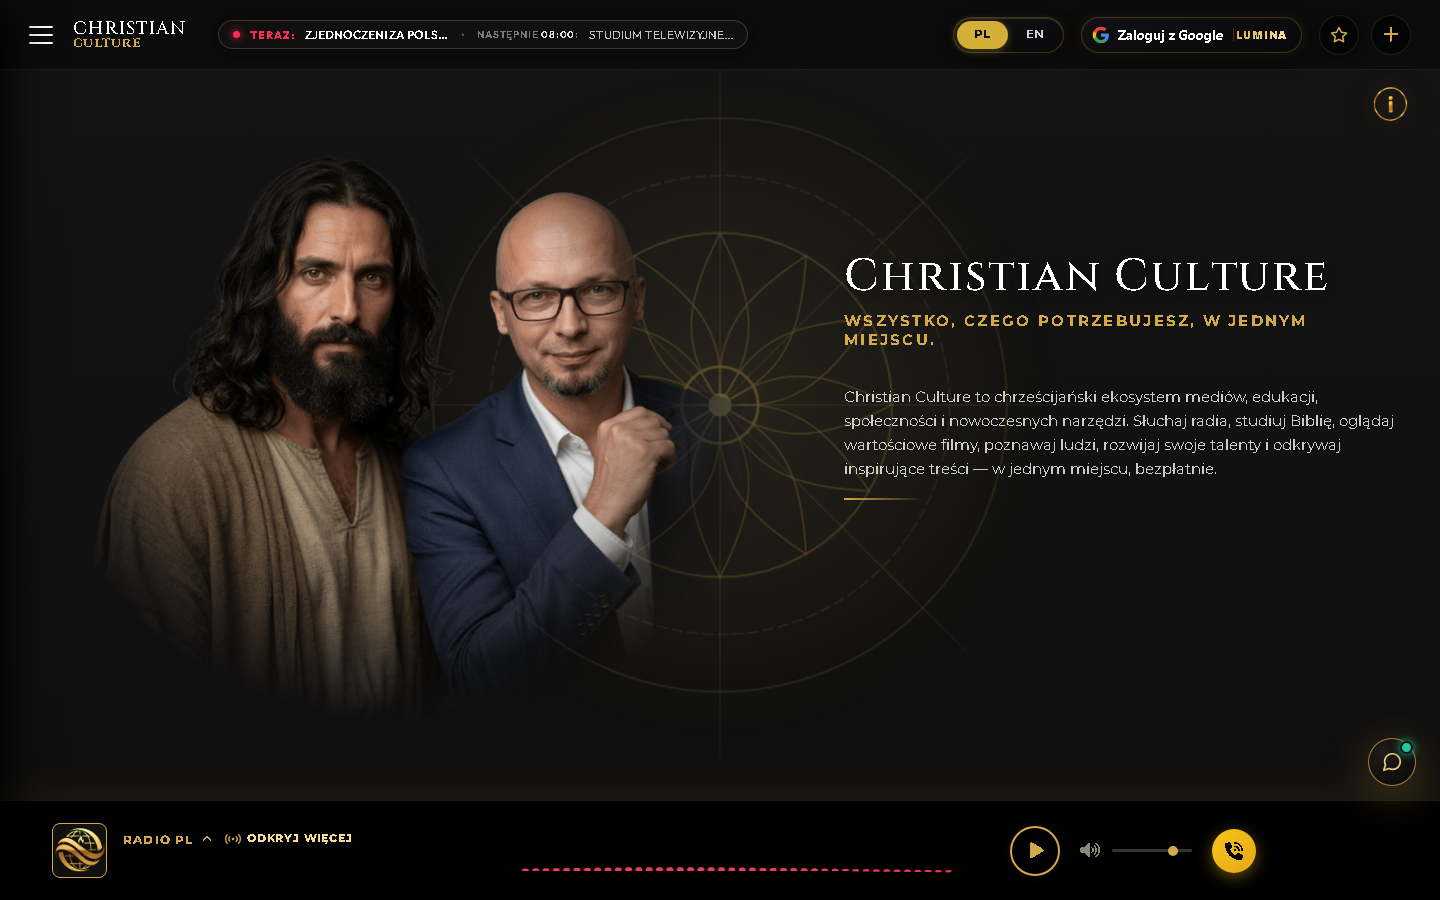 CHRISTIAN
CULTURE
TERAZ: ZJEDNOCZENIZA POLS... • NASTĘPNIE 08:00: STUDIUM TELEWIZYJNE...
PL EN
Zaloguj z Google LUMINA
CHRISTIAN CULTURE
WSZYSTKO, CZEGO POTRZEBUJESZ, W JEDNYM
MIEJSCU.
Christian Culture to chrześcijański ekosystem mediów, edukacji,
społeczności i nowoczesnych narzędzi. Słuchaj radia, studiuj Biblię, oglądaj
wartościowe filmy, poznawaj ludzi, rozwijaj swoje talenty i odkrywaj
inspirujące treści — w jednym miejscu, bezpłatnie.
RADIO PL ODKRYJ WIĘCEJ